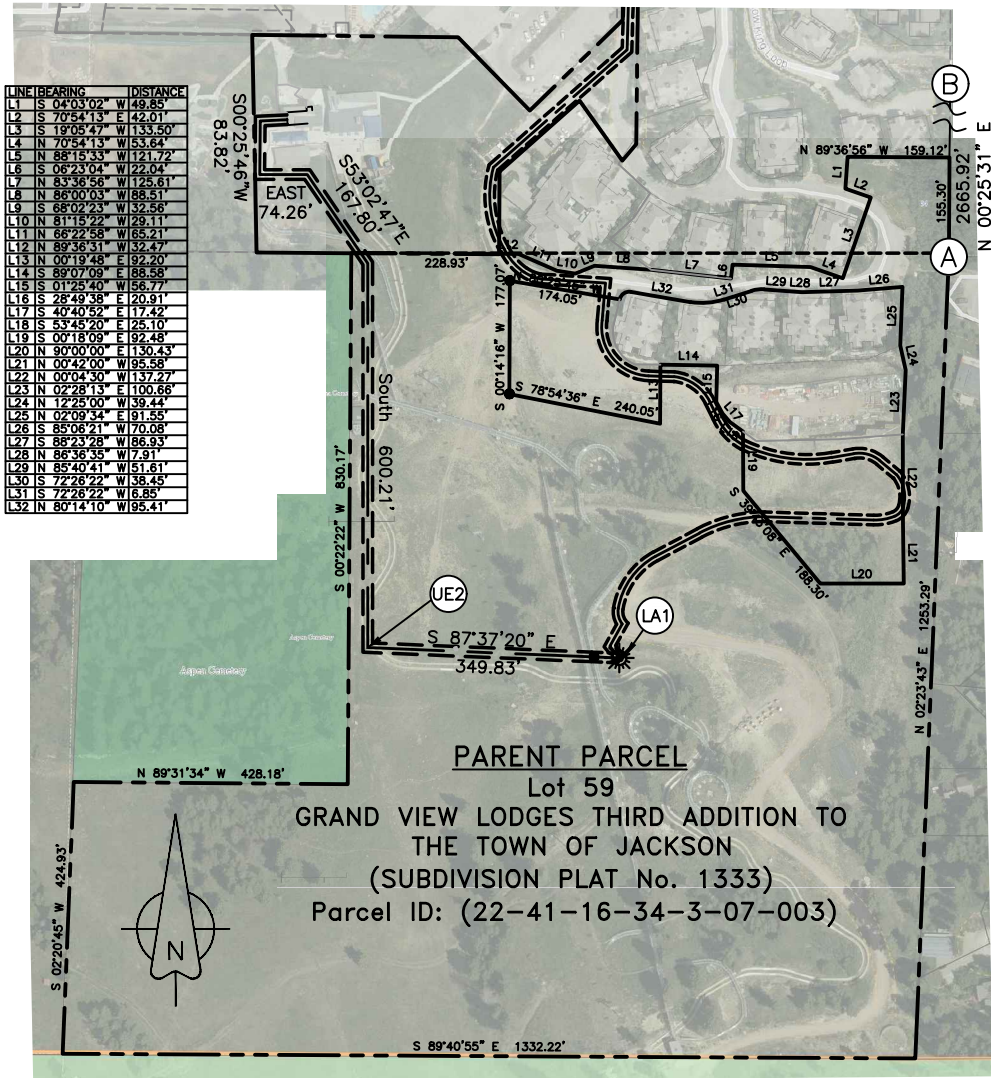 LINE BEARING DISTANCE
L1 S 04°03'02" W 49.85'
L2 S 70°54'13" E 42.01'
L3 S 19°05'47" W 133.50'
L4 N 70°54'13" W 53.64'
L5 N 88°15'33" W 121.72'
L6 S 06°23'04" W 22.04'
L7 N 83°36'56" W 125.61'
L8 N 86°00'03" W 88.51'
L9 S 68°02'23" W 32.56'
L10 N 81°15'22" W 29.11'
L11 N 66°22'58" W 65.21'
L12 N 89°36'31" W 32.47'
L13 N 00°19'48" E 92.20'
L14 S 89°07'09" E 88.58'
L15 S 01°25'40" W 56.77'
L16 S 28°49'38" E 20.91'
L17 S 40°40'52" E 17.42'
L18 S 53°45'20" E 25.10'
L19 S 00°18'09" E 92.48'
L20 N 90°00'00" E 130.43'
L21 N 00°42'00" W 95.58'
L22 N 00°04'30" W 137.27'
L23 N 02°28'13" E 100.66'
L24 N 12°25'00" W 39.44'
L25 N 02°09'34" E 91.55'
L26 S 85°06'21" W 70.08'
L27 S 88°23'28" W 86.93'
L28 N 86°36'35" W 7.91'
L29 N 85°40'41" W 51.61'
L30 S 72°26'22" W 38.45'
L31 S 72°26'22" W 6.85'
L32 N 80°14'10" W 95.41'
S00°25'46"W
83.82'
EAST
74.26'
S53°02'47"E
167.80'
B
N 89°36'56" W 159.12'
155.30'
2665.92'
N 00°25'31" E
A
L1
L2
L3
L4
L5
L6
L7
L8
L9
L10
L11
228.93'
174.05'
S 00°14'16" W 177.07'
L32
L31
L30
L29
L28
L27
L26
L25
L24
L23
L14
L13
L17
L19
L22
L21
L20
S 78°54'36" E 240.05'
188.30'
South 600.21'
S 00°22'22" W 830.17'
UE2
LA1
S 87°37'20" E
349.83'
N 02°23'43" E 1253.29'
Aspen Cemetery
Aspen Cemetery
PARENT PARCEL
Lot 59
GRAND VIEW LODGES THIRD ADDITION TO
THE TOWN OF JACKSON
(SUBDIVISION PLAT No. 1333)
Parcel ID: (22-41-16-34-3-07-003)
N 89°31'34" W 428.18'
S 02°20'45" W 424.93'
N
S 89°40'55" E 1332.22'